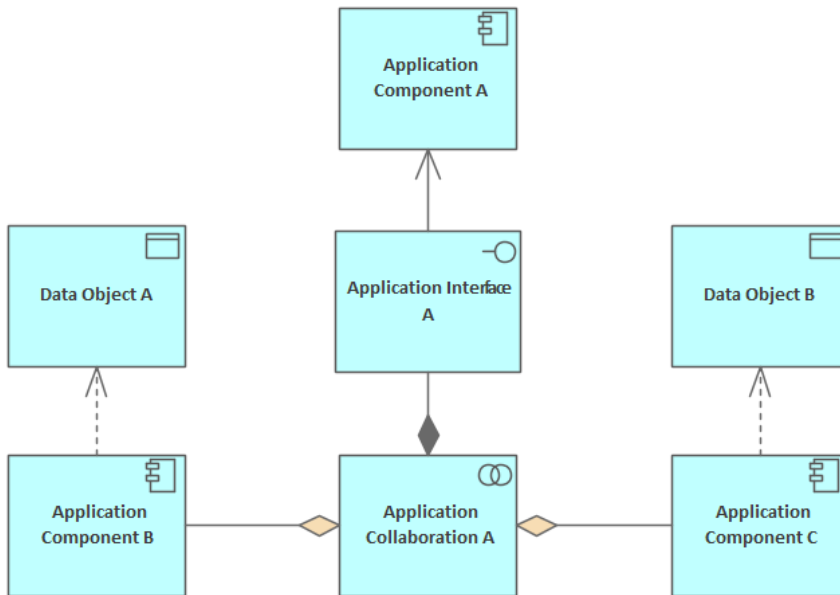 Application
Component A
Data Object A
Application Interface
A
Data Object B
Application
Component B
Application
Collaboration A
Application
Component C